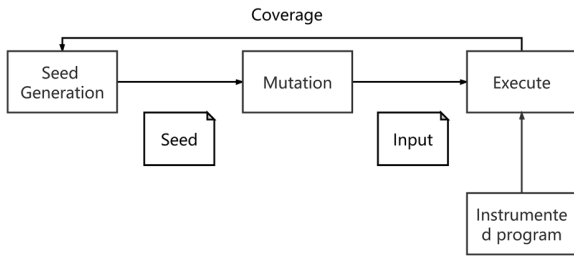 Coverage
Seed
Generation
Mutation
Execute
Seed
Input
Instrumente
d program